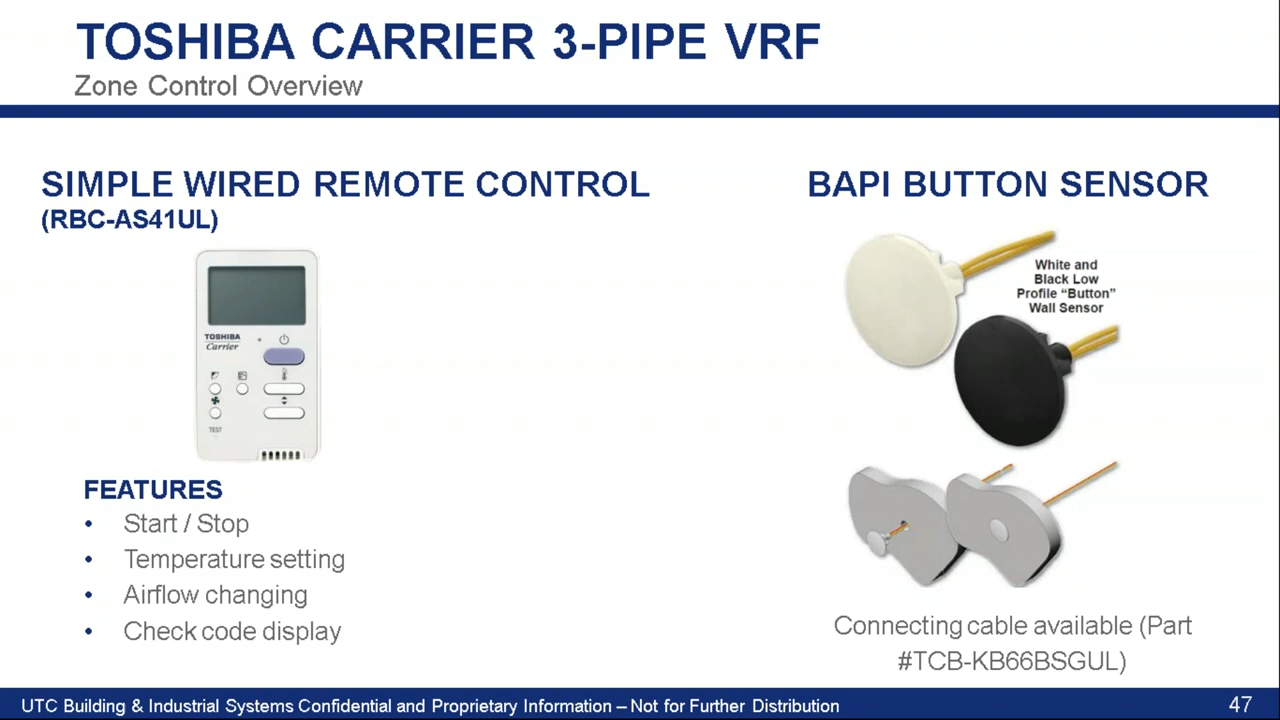 TOSHIBA CARRIER 3-PIPE VRF
Zone Control Overview
SIMPLE WIRED REMOTE CONTROL
(RBC-AS41UL)
TOSHIBA
Carrier
TEST
FEATURES
• Start / Stop
• Temperature setting
• Airflow changing
• Check code display
BAPI BUTTON SENSOR
White and
Black Low
Profile “Button”
Wall Sensor
Connecting cable available (Part
#TCB-KB66BSGUL)
UTC Building & Industrial Systems Confidential and Proprietary Information – Not for Further Distribution
47